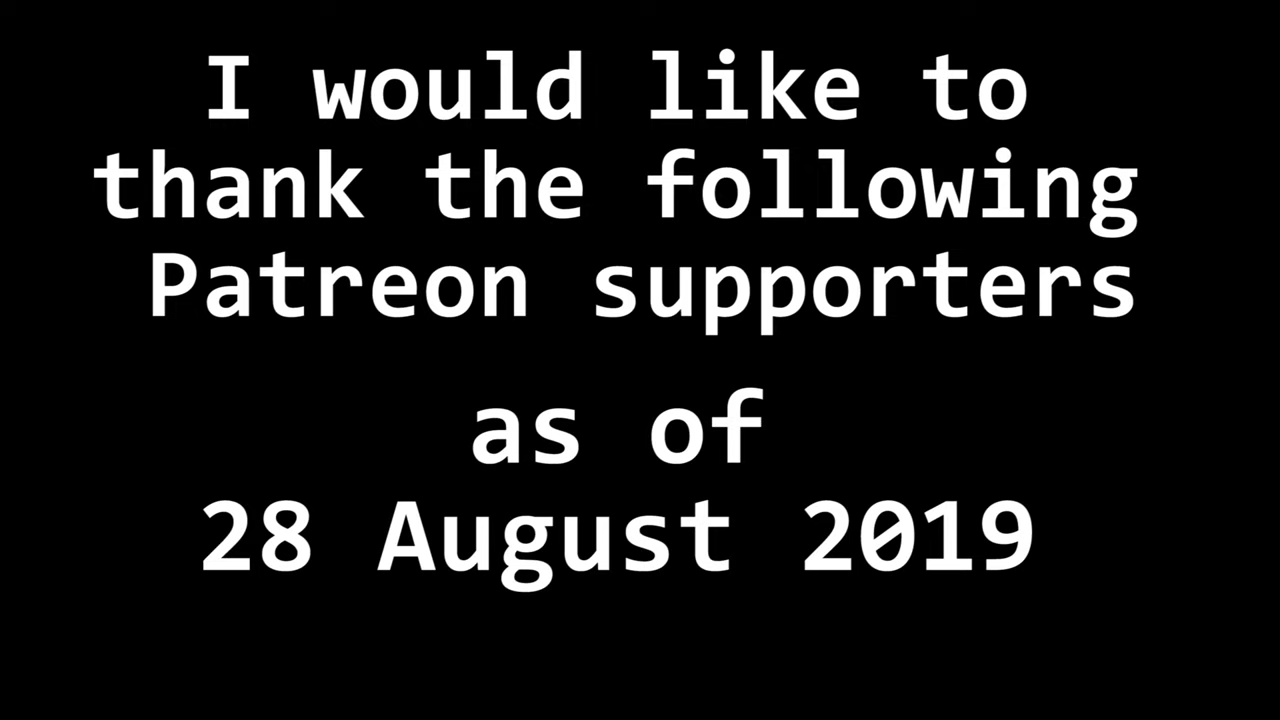 I would like to
thank the following
Patreon supporters
as of
28 August 2019